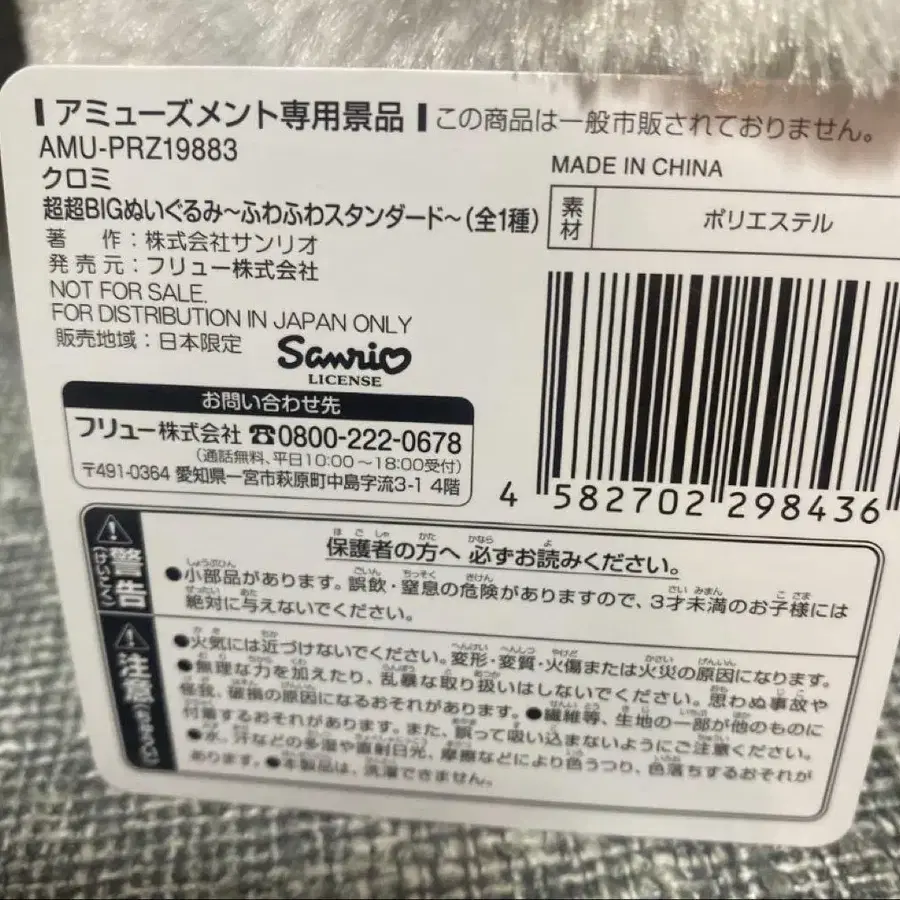 アミューズメント専用景品 この商品は一般市販されておりません。
AMU-PRZ19883
クロミ
超超BIGぬいぐるみ～ふわふわスタンダード～(全1種)
著 作：株式会社サンリオ
発売元：フリュー株式会社
NOT FOR SALE.
FOR DISTRIBUTION IN JAPAN ONLY
販売地域：日本限定
Sanrio
LICENSE
MADE IN CHINA
素材 ポリエステル
4 582702 298436
お問い合わせ先
フリュー株式会社 ☎0800-222-0678
(通話無料、平日10:00～18:00受付)
〒491-0364 愛知県一宮市萩原町中島字流3-1 4階
警告(けいこく)
保護者の方へ 必ずお読みください。
●小部品があります。誤飲・窒息の危険がありますので、3才未満のお子様には
絶対に与えないでください。
注意(ちゅうい)
●火気には近づけないでください。変形・変質・火傷または火災の原因になります。
●無理な力を加えたり、乱暴な取り扱いはしないでください。思わぬ事故や
怪我、破損の原因になるおそれがあります。●繊維等、生地の一部が他のものに
付着するおそれがあります。また、誤って吸い込まないようにご注意ください。
●水、汗などの多湿や直射日光、摩擦などにより色うつり、色落ちするおそれが
あります。●本製品は、洗濯できません。